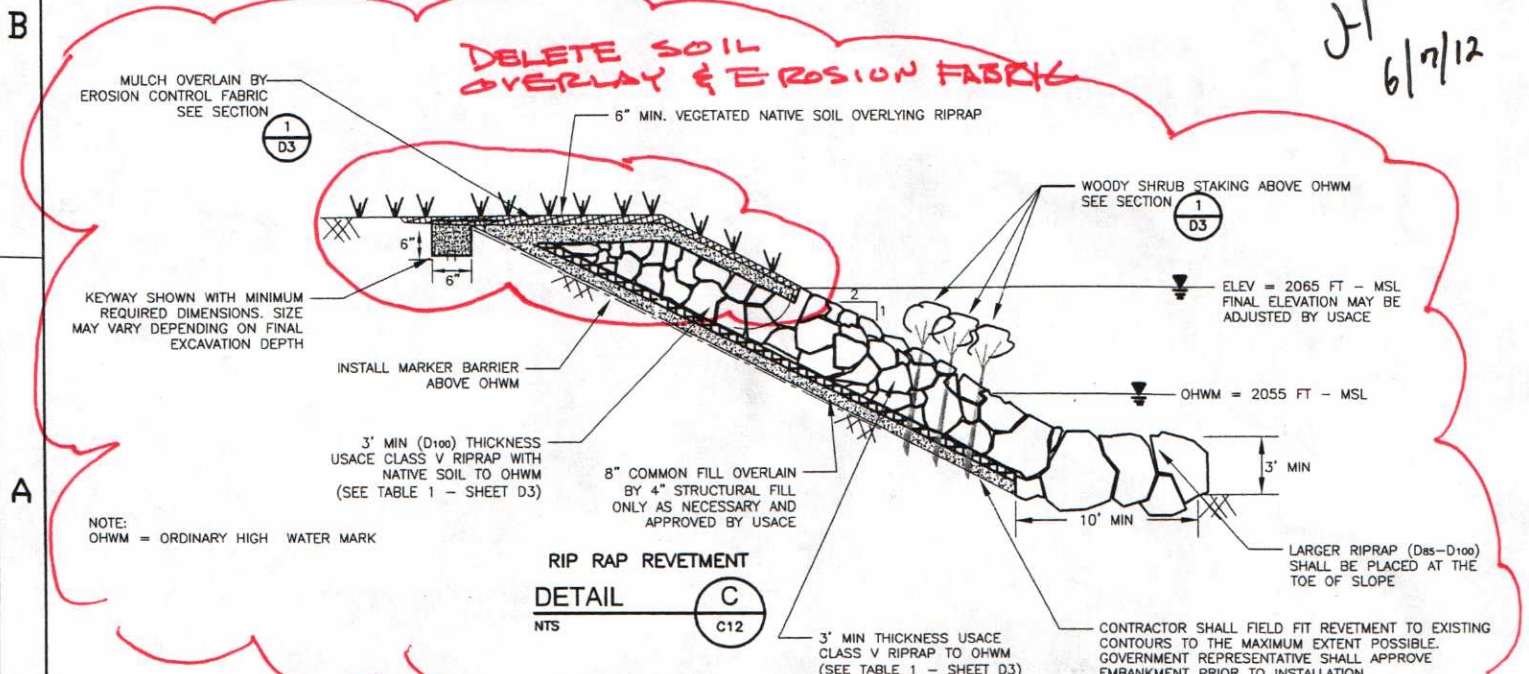 B
DELETE SOIL
OVERLAY & EROSION FABRIC
6/7/12
MULCH OVERLAIN BY
EROSION CONTROL FABRIC
SEE SECTION
1
D3
6" MIN. VEGETATED NATIVE SOIL OVERLYING RIPRAP
WOODY SHRUB STAKING ABOVE OHWM
SEE SECTION
1
D3
6"
6"
KEYWAY SHOWN WITH MINIMUM
REQUIRED DIMENSIONS. SIZE
MAY VARY DEPENDING ON FINAL
EXCAVATION DEPTH
2
1
ELEV = 2065 FT - MSL
FINAL ELEVATION MAY BE
ADJUSTED BY USACE
INSTALL MARKER BARRIER
ABOVE OHWM
OHWM = 2055 FT - MSL
3' MIN (D100) THICKNESS
USACE CLASS V RIPRAP WITH
NATIVE SOIL TO OHWM
(SEE TABLE 1 - SHEET D3)
8" COMMON FILL OVERLAIN
BY 4" STRUCTURAL FILL
ONLY AS NECESSARY AND
APPROVED BY USACE
3' MIN
10' MIN
A
NOTE:
OHWM = ORDINARY HIGH WATER MARK
LARGER RIPRAP (D85-D100)
SHALL BE PLACED AT THE
TOE OF SLOPE
RIP RAP REVETMENT
DETAIL
NTS
C
C12
3' MIN THICKNESS USACE
CLASS V RIPRAP TO OHWM
(SEE TABLE 1 - SHEET D3)
CONTRACTOR SHALL FIELD FIT REVETMENT TO EXISTING
CONTOURS TO THE MAXIMUM EXTENT POSSIBLE.
GOVERNMENT REPRESENTATIVE SHALL APPROVE
EMBANKMENT PRIOR TO INSTALLATION